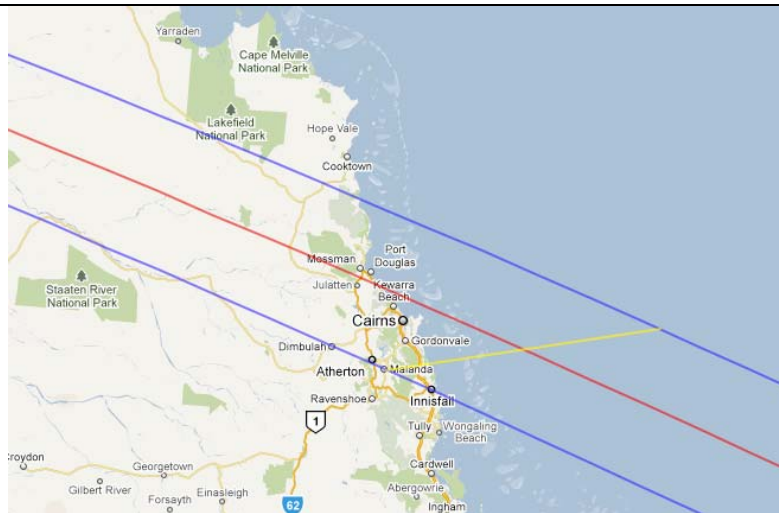 Yarraden
Cape Melville
National Park
Lakefield
National Park
Hope Vale
Cooktown
Port
Douglas
Mossman
Julatten
Kewarra
Beach
Staaten River
National Park
Cairns
Gordonvale
Dimbulah
Atherton
Malanda
Ravenshoe
Innisfail
1
Tully
Wongaling
Beach
Croydon
Georgetown
Cardwell
Gilbert River
Einasleigh
Abergowrie
Forsayth
62
Ingham